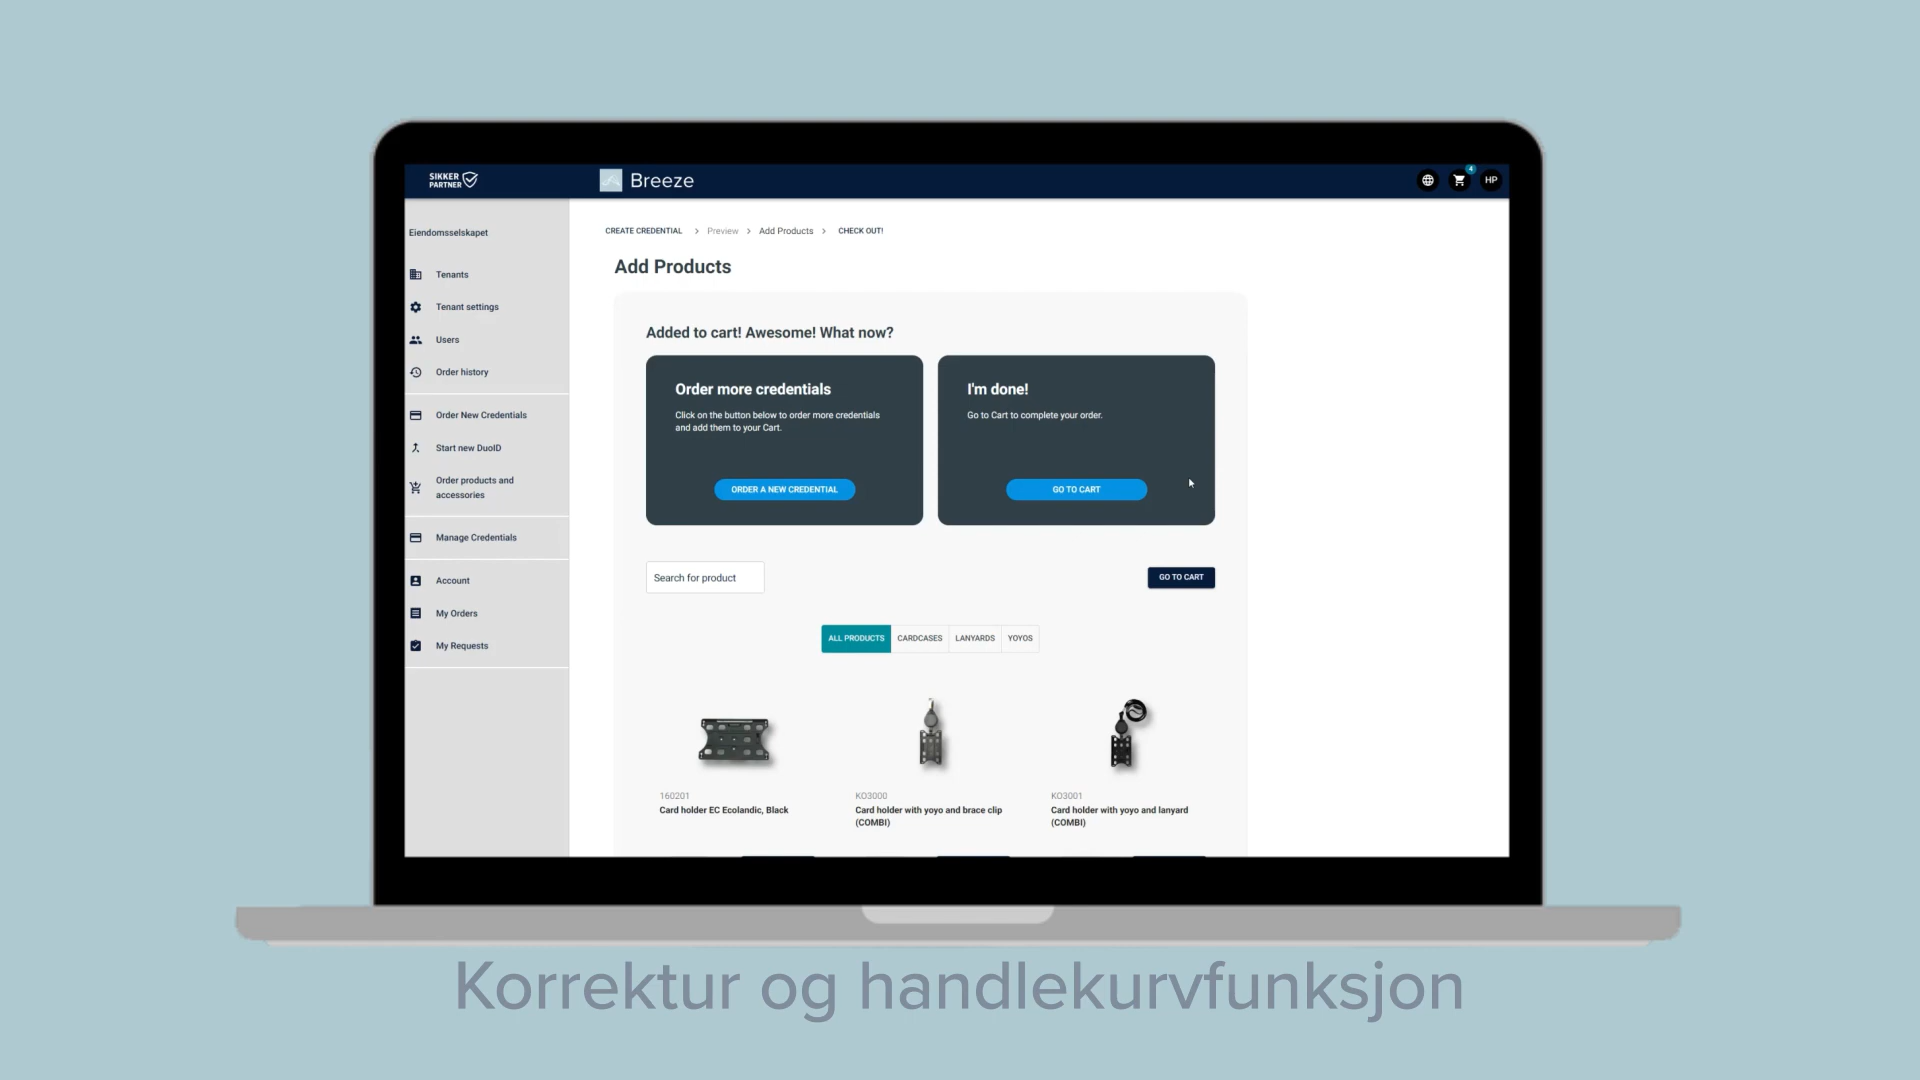 SIKKER
PARTNER
Breeze
4
HP
Eiendomsselskapet
Tenants
Tenant settings
Users
Order history
Order New Credentials
Start new DuoID
Order products and
accessories
Manage Credentials
Account
My Orders
My Requests
CREATE CREDENTIAL > Preview > Add Products > CHECK OUT!
Add Products
Added to cart! Awesome! What now?
Order more credentials
Click on the button below to order more credentials
and add them to your Cart.
ORDER A NEW CREDENTIAL
I'm done!
Go to Cart to complete your order.
GO TO CART
Search for product
GO TO CART
ALL PRODUCTS CARDCASES LANYARDS YOYOS
160201
Card holder EC Ecolandic, Black
KO3000
Card holder with yoyo and brace clip
(COMBI)
KO3001
Card holder with yoyo and lanyard
(COMBI)
Korrektur og handlekurvfunksjon